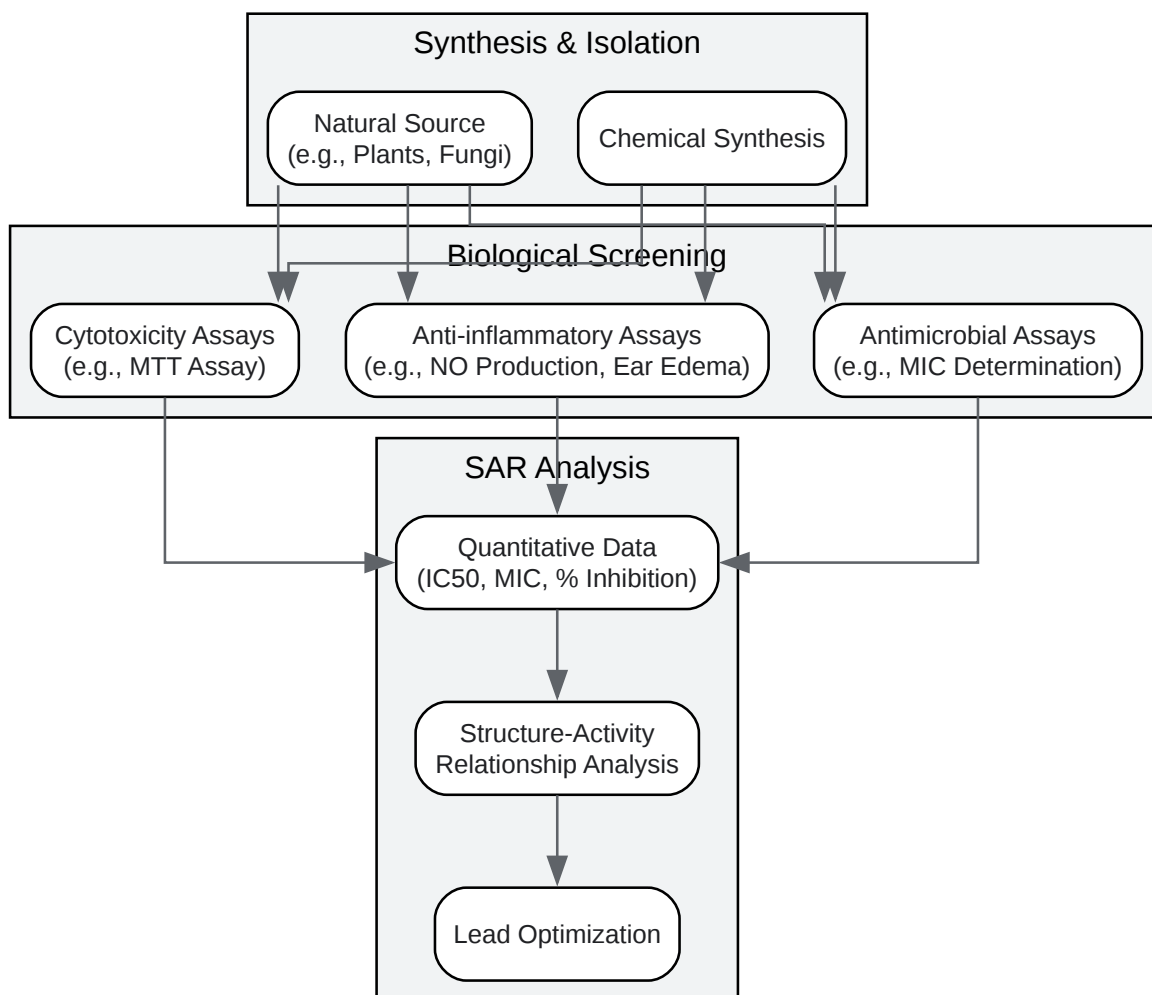 Synthesis & Isolation
Natural Source
(e.g., Plants, Fungi)
Chemical Synthesis
Biological Screening
Cytotoxicity Assays
(e.g., MTT Assay)
Anti-inflammatory Assays
(e.g., NO Production, Ear Edema)
Antimicrobial Assays
(e.g., MIC Determination)
SAR Analysis
Quantitative Data
(IC50, MIC, % Inhibition)
Structure-Activity
Relationship Analysis
Lead Optimization